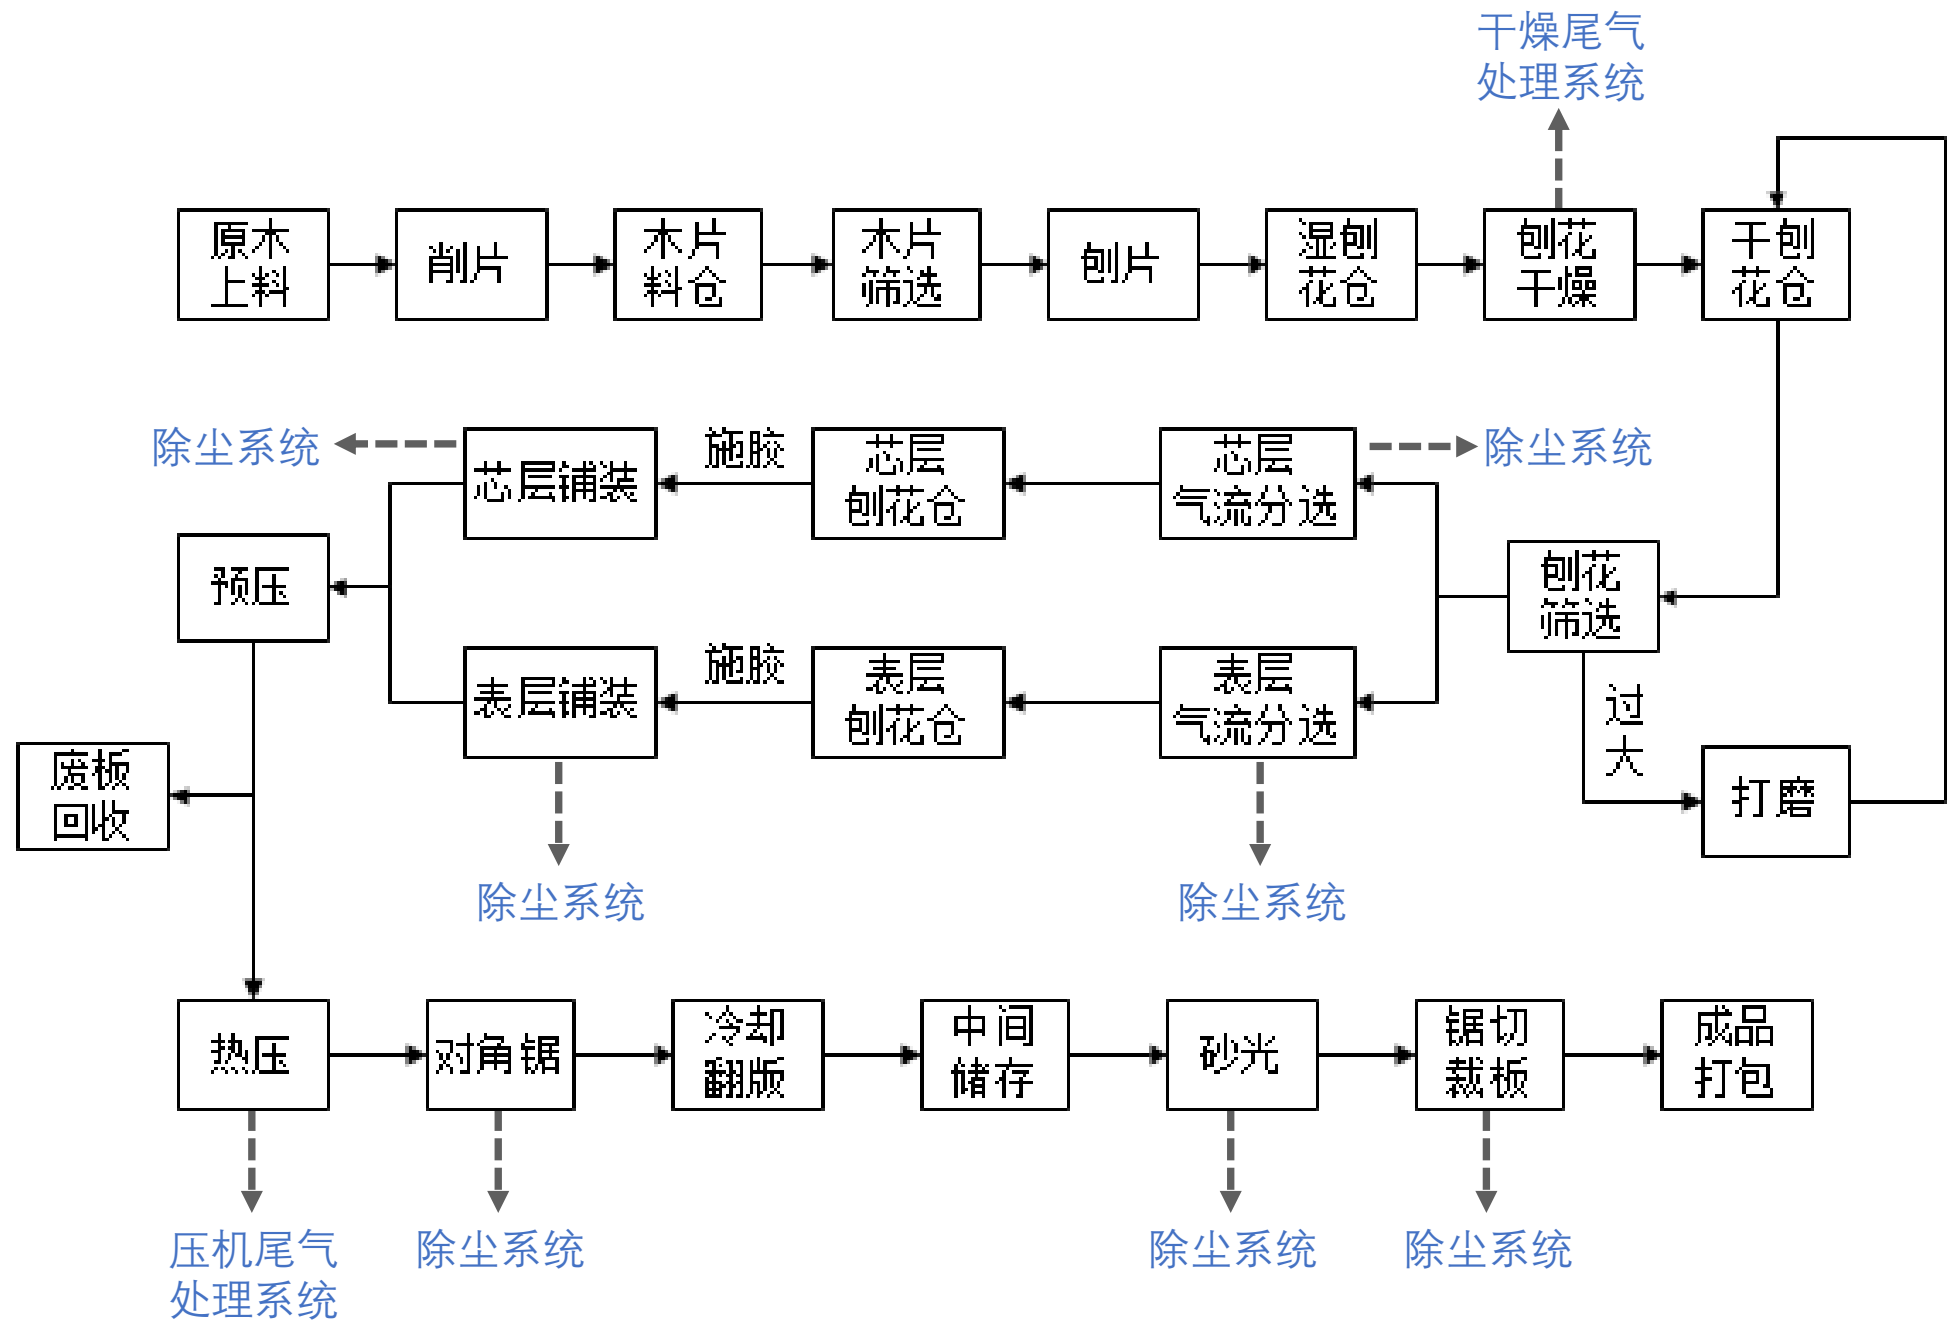 干燥尾气
处理系统
原木
上料
削片
木片
料仓
木片
筛选
刨片
湿刨
花仓
刨花
干燥
干刨
花仓
除尘系统
芯层铺装
施胶
芯层
刨花仓
芯层
气流分选
除尘系统
预压
刨花
筛选
表层铺装
施胶
表层
刨花仓
表层
气流分选
过
大
废板
回收
打磨
除尘系统
除尘系统
热压
对角锯
冷却
翻版
中间
储存
砂光
锯切
裁板
成品
打包
压机尾气
处理系统
除尘系统
除尘系统
除尘系统